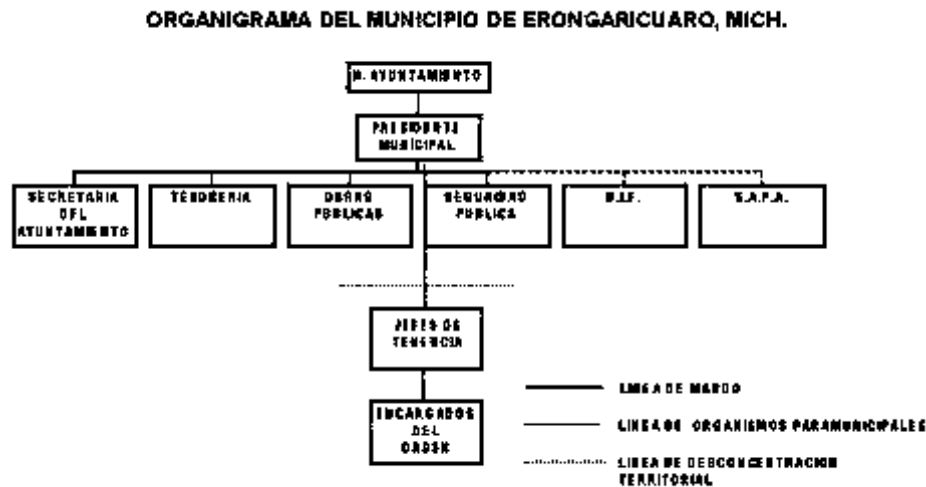 ORGANIGRAMA DEL MUNICIPIO DE ERONGARICUARO, MICH.
H. AYUNTAMIENTO
PRESIDENTE
MUNICIPAL
SECRETARIA
DEL
AYUNTAMIENTO
TESORERIA
OBRAS
PUBLICAS
SEGURIDAD
PUBLICA
D.I.F.
S.A.P.A.
JEFES DE
TENENCIA
ENCARGADOS
DEL
ORDEN
LINEA DE MANDO
LINEA DE ORGANISMOS PARAMUNICIPALES
LINEA DE DESCONCENTRACION
TERRITORIAL